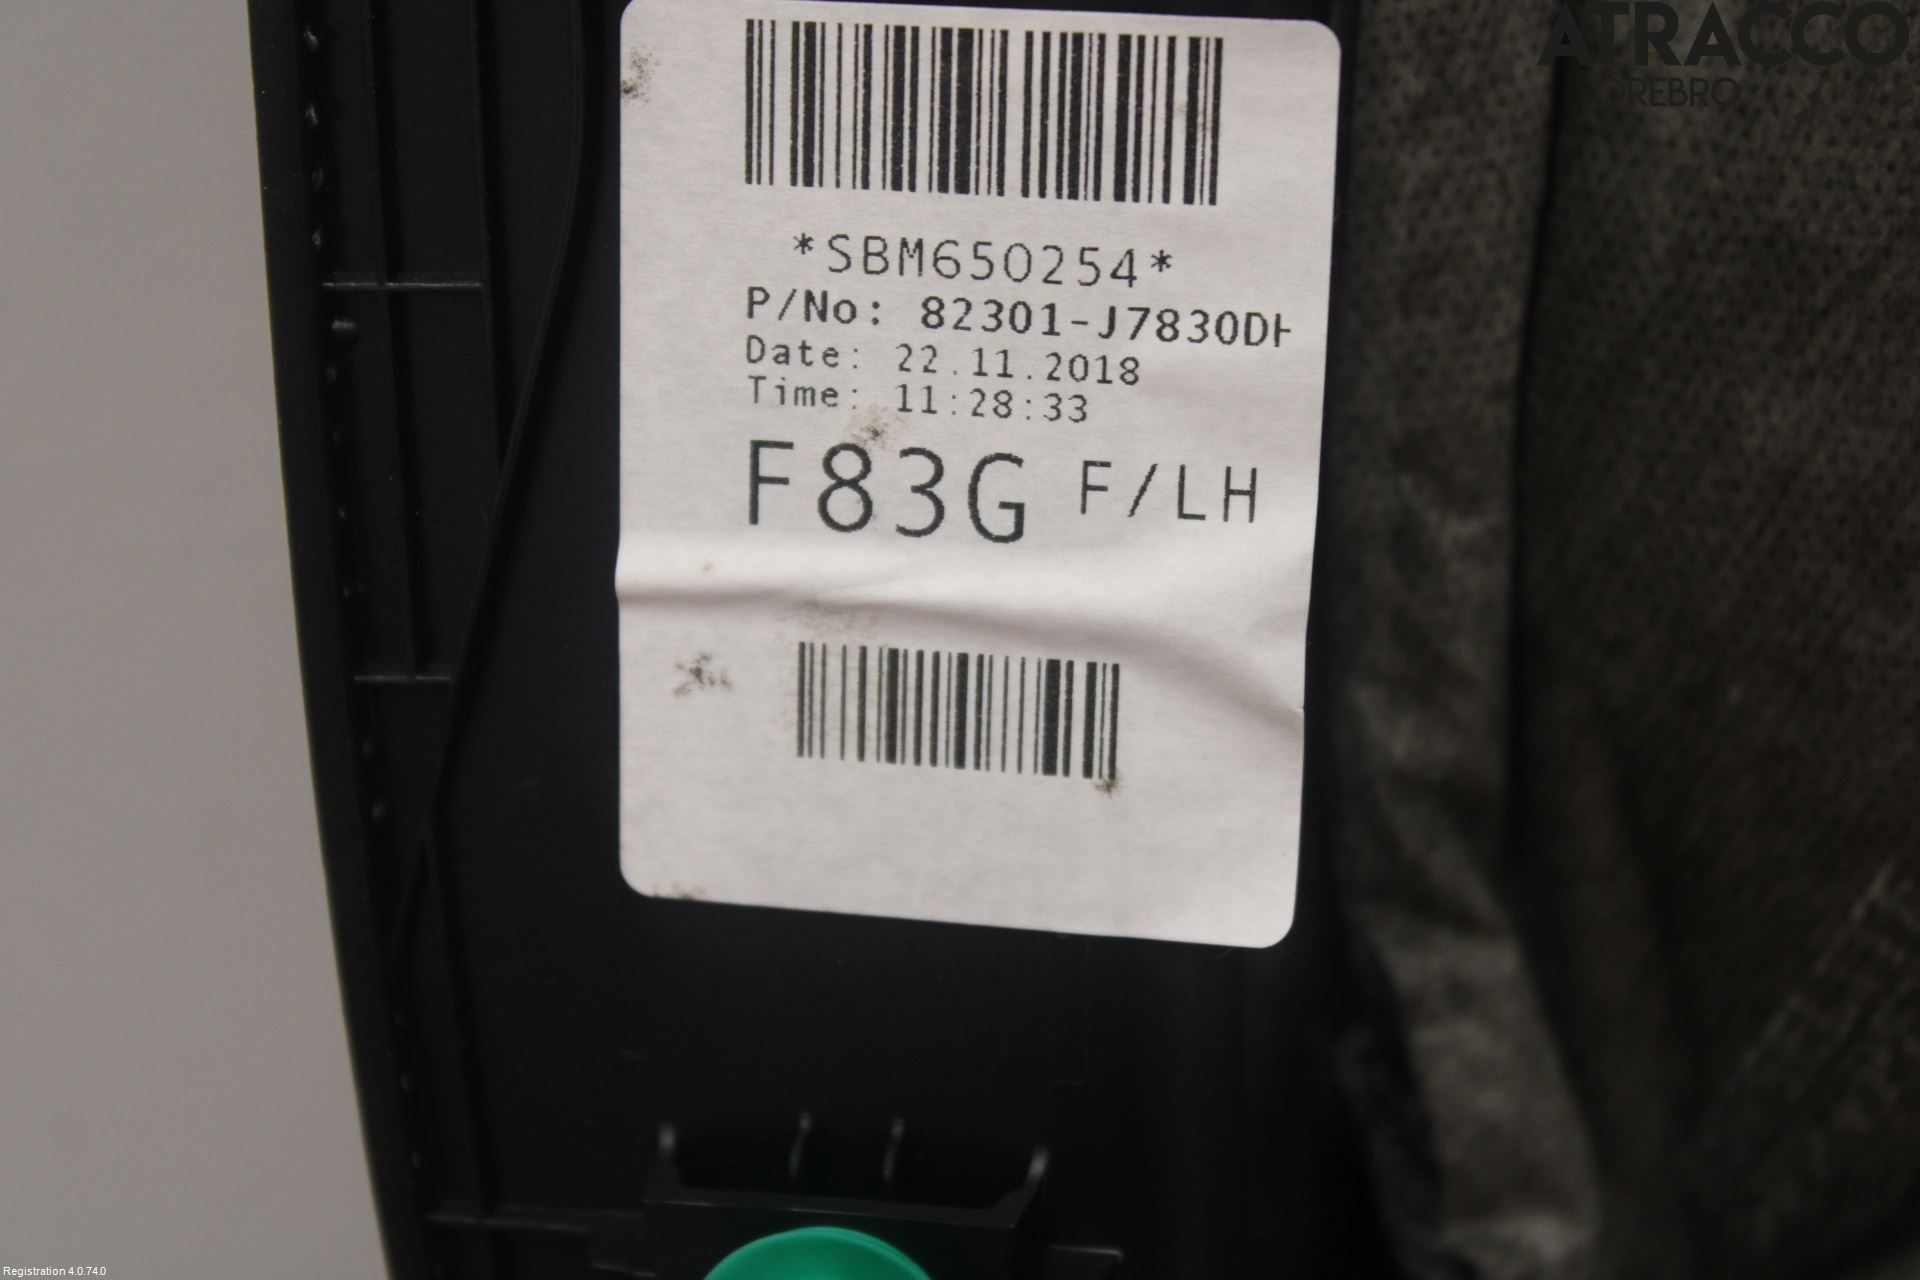 ATRACCO
ÖREBRO
*SBM650254*
P/No: 82301-J7830DH
Date: 22.11.2018
Time: 11:28:33
F83G F/LH
Registration 4.0.74.0